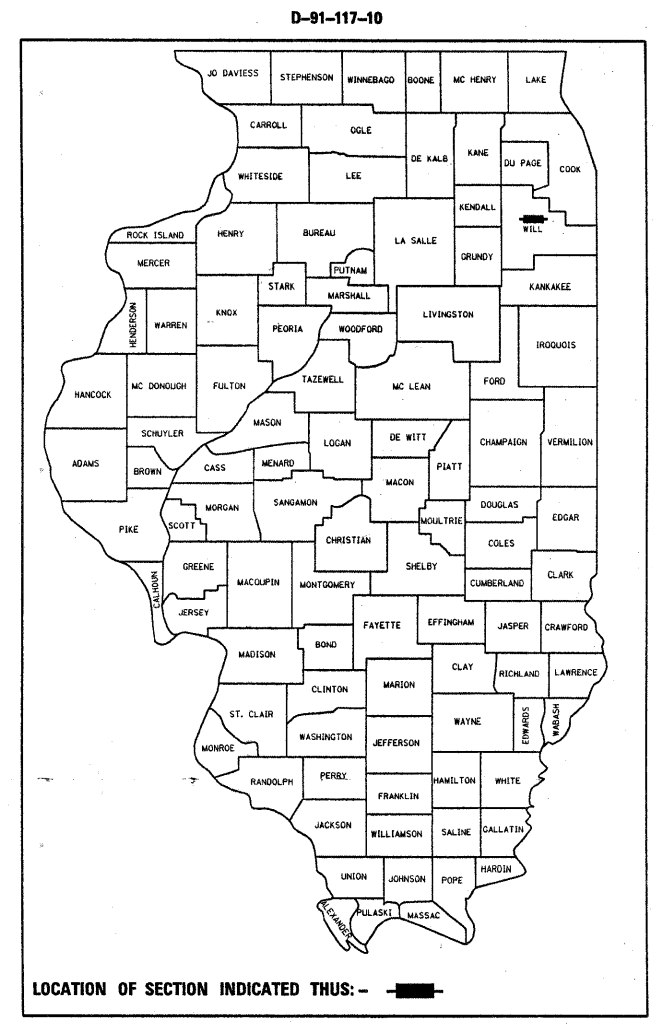 D-91-117-10
JO DAVIESS
STEPHENSON
WINNEBAGO
BOONE
MC HENRY
LAKE
CARROLL
OGLE
DE KALB
KANE
DU PAGE
COOK
WHITESIDE
LEE
KENDALL
WILL
ROCK ISLAND
HENRY
BUREAU
LA SALLE
GRUNDY
MERCER
PUTNAM
STARK
MARSHALL
KANKAKEE
HENDERSON
WARREN
KNOX
PEORIA
WOODFORD
LIVINGSTON
IROQUOIS
HANCOCK
MC DONOUGH
FULTON
TAZEWELL
MC LEAN
FORD
SCHUYLER
MASON
LOGAN
DE WITT
CHAMPAIGN
VERMILION
ADAMS
BROWN
CASS
MENARD
PIATT
MACON
PIKE
SCOTT
MORGAN
SANGAMON
MOULTRIE
DOUGLAS
EDGAR
CHRISTIAN
COLES
CALHOUN
GREENE
MACOUPIN
MONTGOMERY
SHELBY
CUMBERLAND
CLARK
JERSEY
FAYETTE
EFFINGHAM
JASPER
CRAWFORD
MADISON
BOND
CLAY
RICHLAND
LAWRENCE
CLINTON
MARION
ST. CLAIR
WAYNE
EDWARDS
WABASH
WASHINGTON
JEFFERSON
MONROE
RANDOLPH
PERRY
HAMILTON
WHITE
FRANKLIN
JACKSON
WILLIAMSON
SALINE
GALLATIN
UNION
JOHNSON
POPE
HARDIN
ALEXANDER
PULASKI
MASSAC
LOCATION OF SECTION INDICATED THUS: -